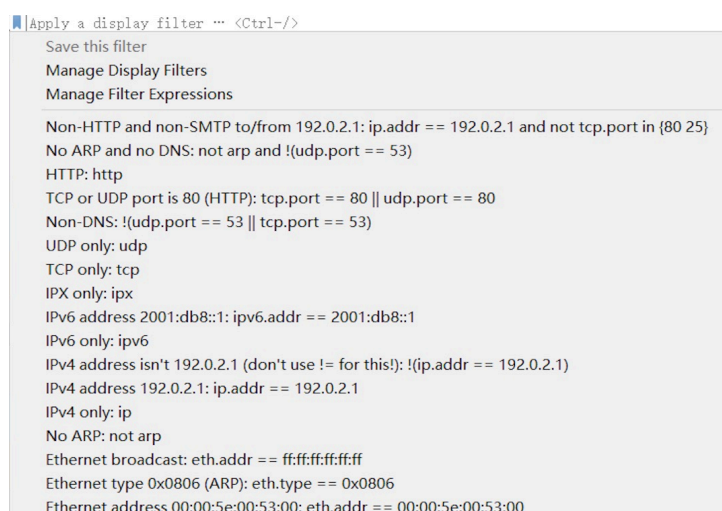 Apply a display filter … <Ctrl-/>
Save this filter
Manage Display Filters
Manage Filter Expressions
Non-HTTP and non-SMTP to/from 192.0.2.1: ip.addr == 192.0.2.1 and not tcp.port in {80 25}
No ARP and no DNS: not arp and !(udp.port == 53)
HTTP: http
TCP or UDP port is 80 (HTTP): tcp.port == 80 || udp.port == 80
Non-DNS: !(udp.port == 53 || tcp.port == 53)
UDP only: udp
TCP only: tcp
IPX only: ipx
IPv6 address 2001:db8::1: ipv6.addr == 2001:db8::1
IPv6 only: ipv6
IPv4 address isn't 192.0.2.1 (don't use != for this!): !(ip.addr == 192.0.2.1)
IPv4 address 192.0.2.1: ip.addr == 192.0.2.1
IPv4 only: ip
No ARP: not arp
Ethernet broadcast: eth.addr == ff:ff:ff:ff:ff:ff
Ethernet type 0x0806 (ARP): eth.type == 0x0806
Ethernet address 00:00:5e:00:53:00: eth.addr == 00:00:5e:00:53:00